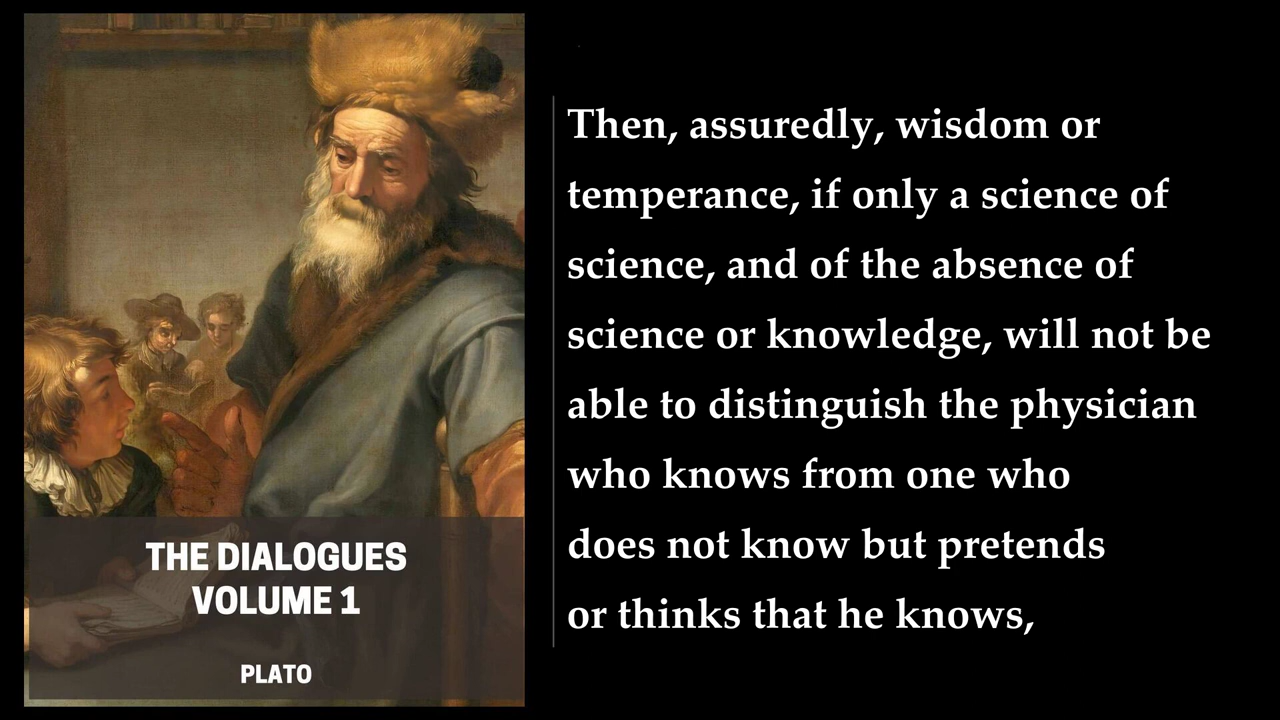 THE DIALOGUES
VOLUME 1
PLATO
Then, assuredly, wisdom or
temperance, if only a science of
science, and of the absence of
science or knowledge, will not be
able to distinguish the physician
who knows from one who
does not know but pretends
or thinks that he knows,